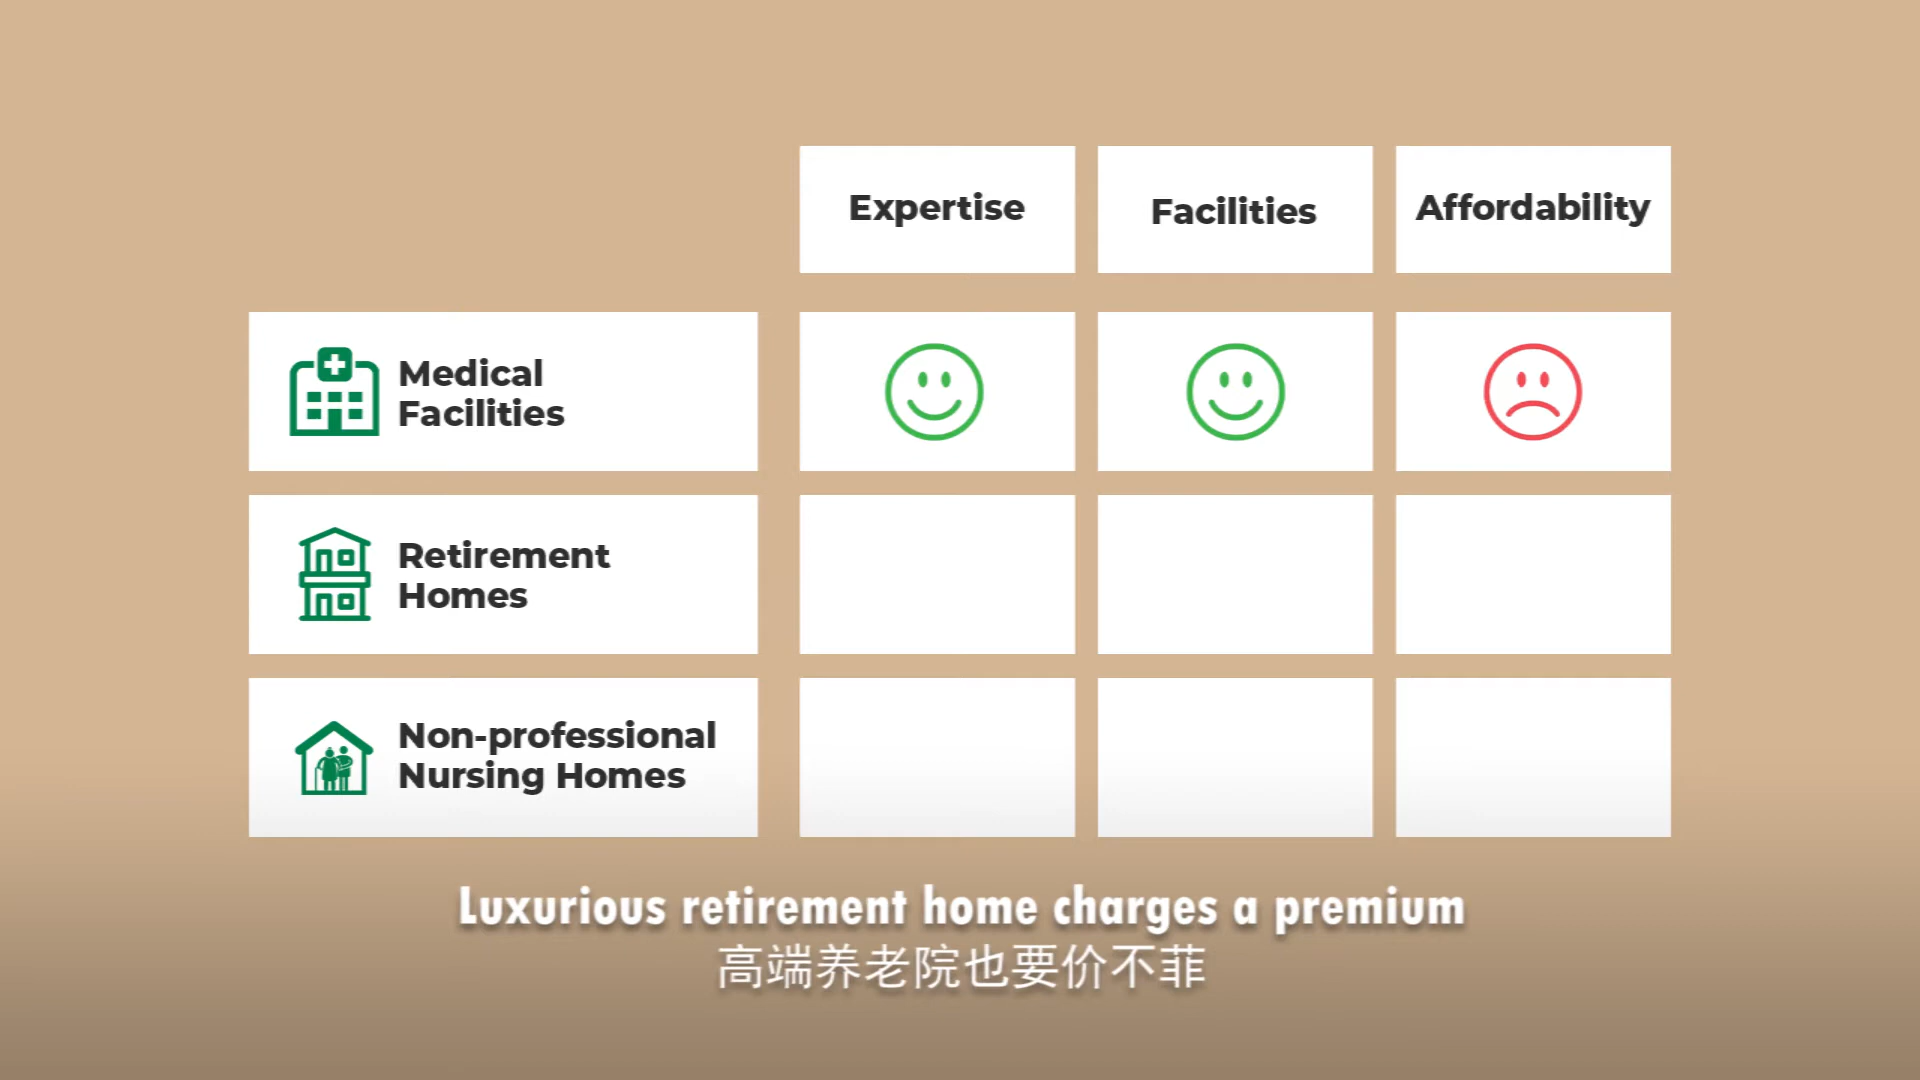 Expertise
Facilities
Affordability
Medical
Facilities
Retirement
Homes
Non-professional
Nursing Homes
Luxurious retirement home charges a premium
高端养老院也要价不菲